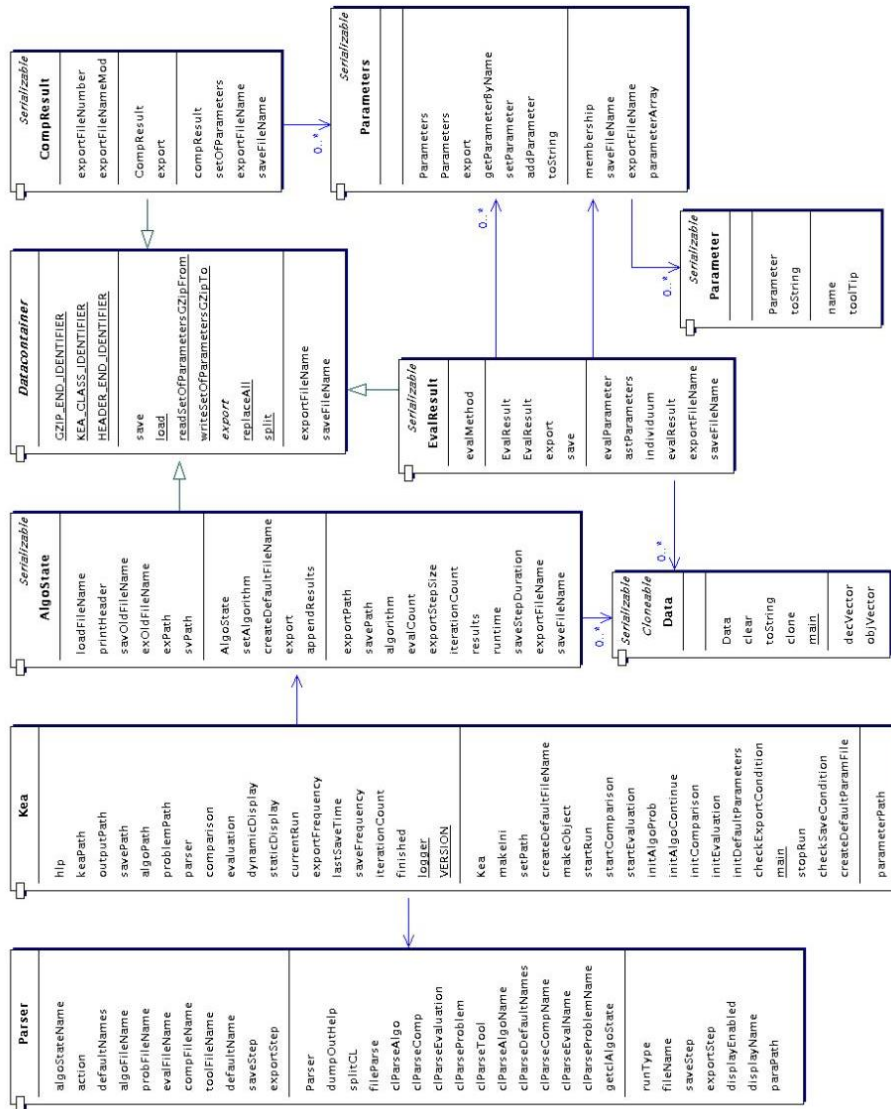 Parser
algoStateName
action
defaultNames
algoFileName
probFileName
evalFileName
compFileName
toolFileName
defaultName
saveStep
exportStep
Parser
dumpOutHelp
splitCL
fileParse
clParseAlgo
clParseComp
clParseEvaluation
clParseProblem
clParseTool
clParseAlgoName
clParseDefaultNames
clParseCompName
clParseEvalName
clParseProblemName
getclAlgoState
runType
fileName
saveStep
exportStep
displayEnabled
displayName
paraPath
Kea
hlp
keaPath
outputPath
savePath
algoPath
problemPath
parser
comparison
evaluation
dynamicDisplay
staticDisplay
currentRun
exportFrequency
lastSaveTime
saveFrequency
iterationCount
finished
logger
VERSION
Kea
makeIni
setPath
createDefaultFileName
makeObject
startRun
startComparison
startEvaluation
initAlgoProb
initAlgoContinue
initComparison
initEvaluation
initDefaultParameters
checkExportCondition
main
stopRun
checkSaveCondition
createDefaultParamFile
parameterPath
Serializable
AlgoState
loadFileName
printHeader
savOldFileName
exOldFileName
exPath
svPath
AlgoState
setAlgorithm
createDefaultFileName
export
appendResults
exportPath
savePath
algorithm
evalCount
exportStepSize
iterationCount
results
runtime
saveStepDuration
exportFileName
saveFileName
0..*
Serializable
Cloneable
Data
Data
clear
toString
clone
main
decVector
objVector
Datacontainer
GZIP_END_IDENTIFIER
KEA_CLASS_IDENTIFIER
HEADER_END_IDENTIFIER
save
load
readSetOfParametersGZipFrom
writeSetOfParametersGZipTo
export
replaceAll
split
exportFileName
saveFileName
Serializable
EvalResult
evalMethod
EvalResult
EvalResult
export
save
evalParameter
astParameters
individuum
evalResult
exportFileName
saveFileName
0..*
0..*
Serializable
CompResult
exportFileNumber
exportFileNameMod
CompResult
export
compResult
setOfParameters
exportFileName
saveFileName
0..*
Serializable
Parameters
Parameters
Parameters
export
getParameterByName
setParameter
addParameter
toString
membership
saveFileName
exportFileName
parameterArray
0..*
Serializable
Parameter
Parameter
toString
name
toolTip